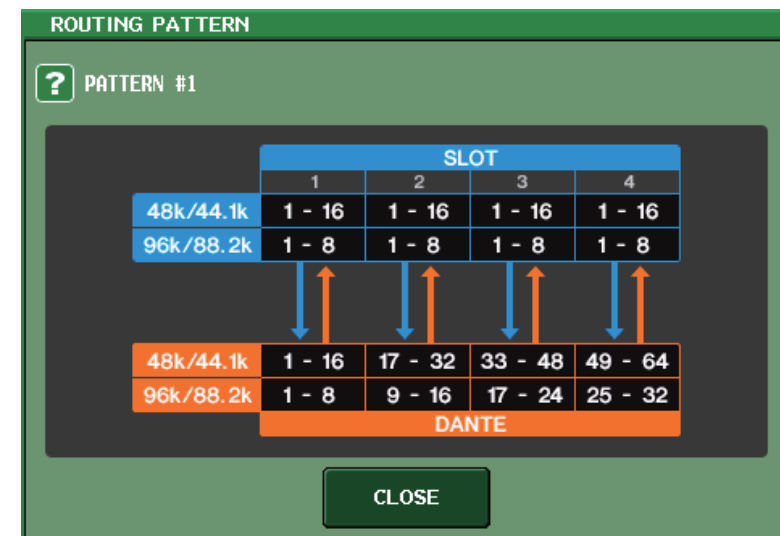 ROUTING PATTERN
? PATTERN #1
SLOT
1 2 3 4
48k/44.1k 1 - 16 1 - 16 1 - 16 1 - 16
96k/88.2k 1 - 8 1 - 8 1 - 8 1 - 8
48k/44.1k 1 - 16 17 - 32 33 - 48 49 - 64
96k/88.2k 1 - 8 9 - 16 17 - 24 25 - 32
DANTE
CLOSE